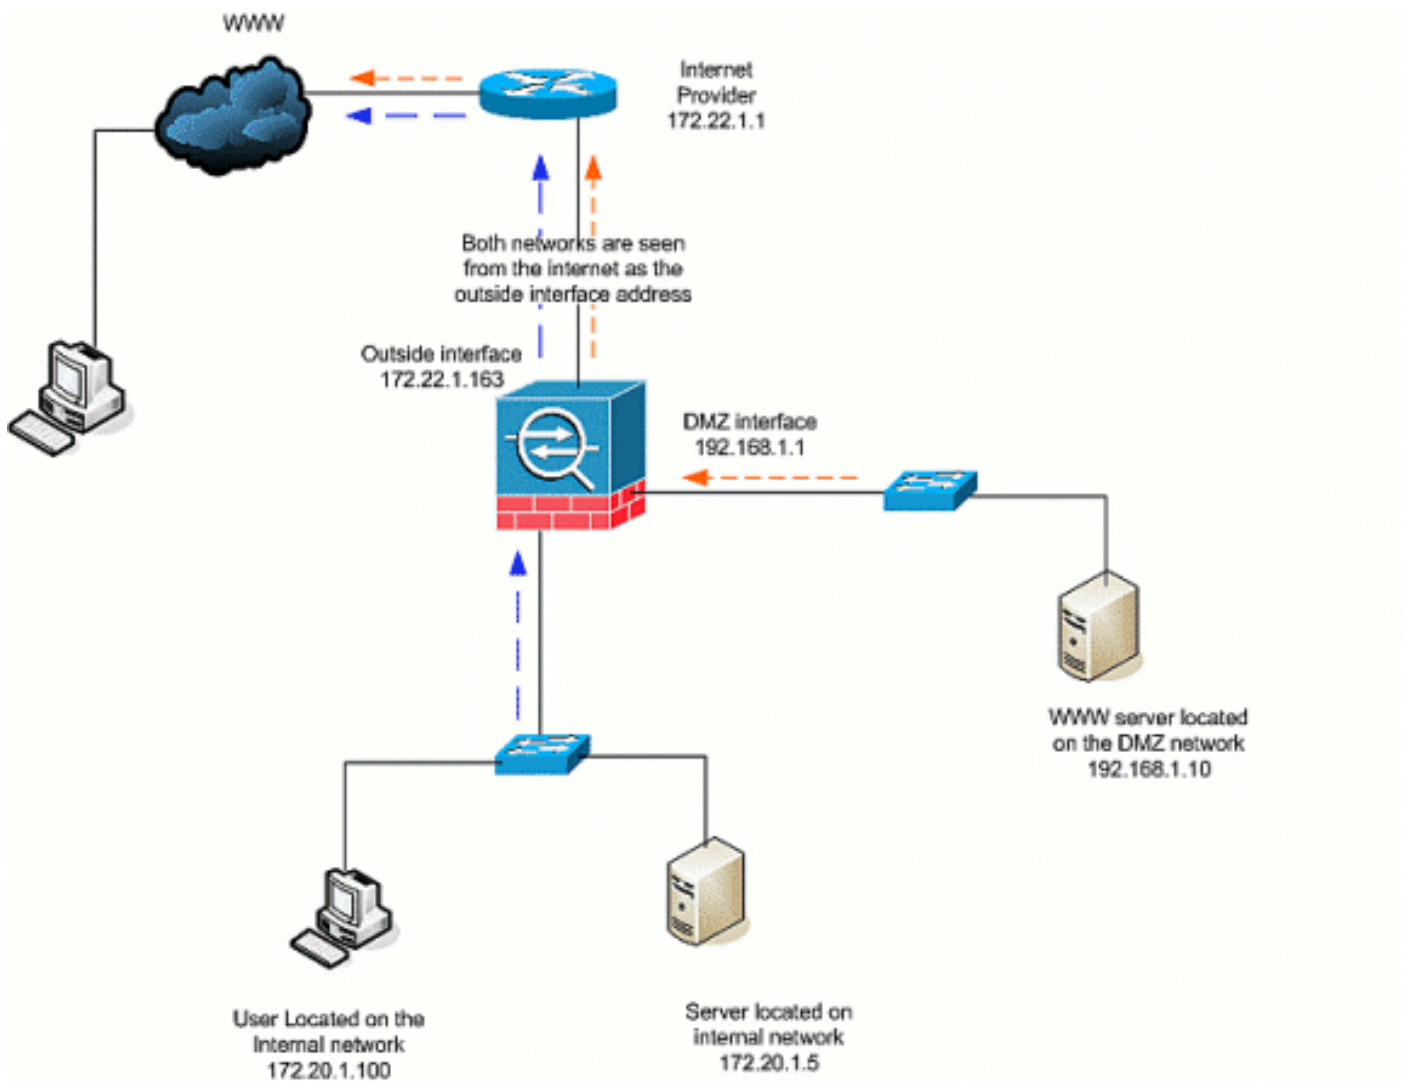 WWW
Internet
Provider
172.22.1.1
Both networks are seen
from the internet as the
outside interface address
Outside interface
172.22.1.163
DMZ interface
192.168.1.1
WWW server located
on the DMZ network
192.168.1.10
User Located on the
Internal network
172.20.1.100
Server located on
internal network
172.20.1.5